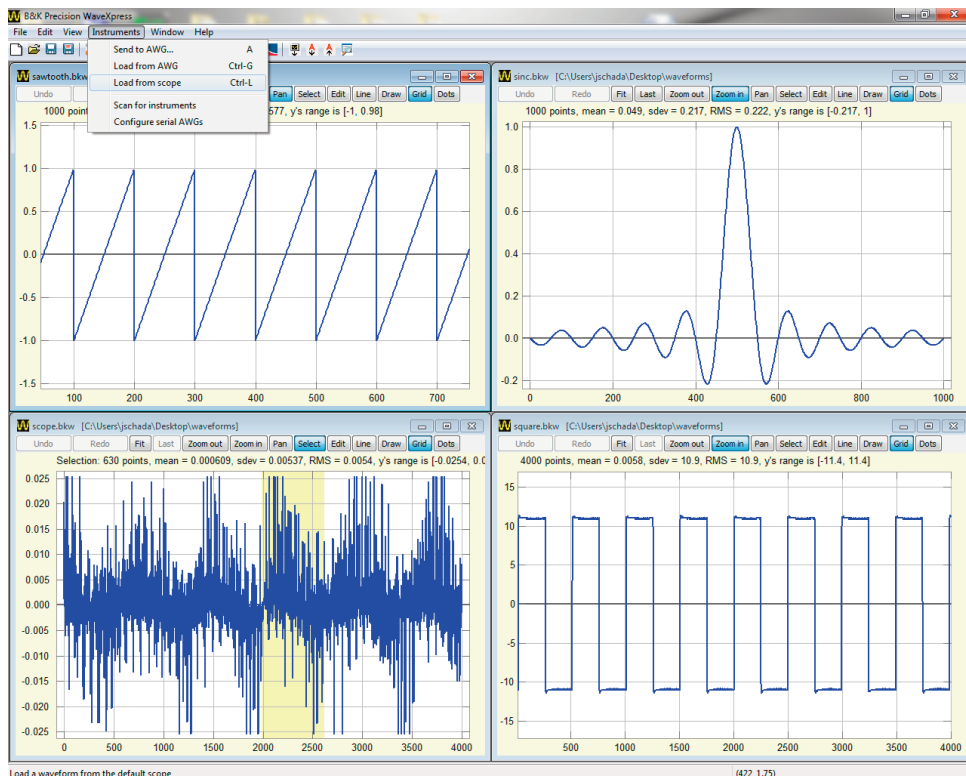 B&K Precision WaveXpress
File Edit View Instruments Window Help
Send to AWG... A
Load from AWG Ctrl-G
Load from scope Ctrl-L
Scan for instruments
Configure serial AWGs
sawtooth.bkw
Undo Pan Select Edit Line Draw Grid Dots
1000 point 577, y's range is [-1, 0.98]
1.5
1.0
0.5
0.0
-0.5
-1.0
-1.5
100 200 300 400 500 600 700
sinc.bkw [C:\Users\jschada\Desktop\waveforms]
Undo Redo Fit Last Zoom out Zoom in Pan Select Edit Line Draw Grid Dots
1000 points, mean = 0.049, sdev = 0.217, RMS = 0.222, y's range is [-0.217, 1]
1.0
0.8
0.6
0.4
0.2
0.0
-0.2
0 200 400 600 800 1000
scope.bkw [C:\Users\jschada\Desktop\waveforms]
Undo Redo Fit Last Zoom out Zoom in Pan Select Edit Line Draw Grid Dots
Selection: 630 points, mean = 0.000609, sdev = 0.00537, RMS = 0.0054, y's range is [-0.0254, 0.0
0.025
0.020
0.015
0.010
0.005
0.000
-0.005
-0.010
-0.015
-0.020
-0.025
0 500 1000 1500 2000 2500 3000 3500 4000
square.bkw [C:\Users\jschada\Desktop\waveforms]
Undo Redo Fit Last Zoom out Zoom in Pan Select Edit Line Draw Grid Dots
4000 points, mean = 0.0058, sdev = 10.9, RMS = 10.9, y's range is [-11.4, 11.4]
15
10
5
0
-5
-10
-15
500 1000 1500 2000 2500 3000 3500 4000
Load a waveform from the default scope
(422, 1.75)